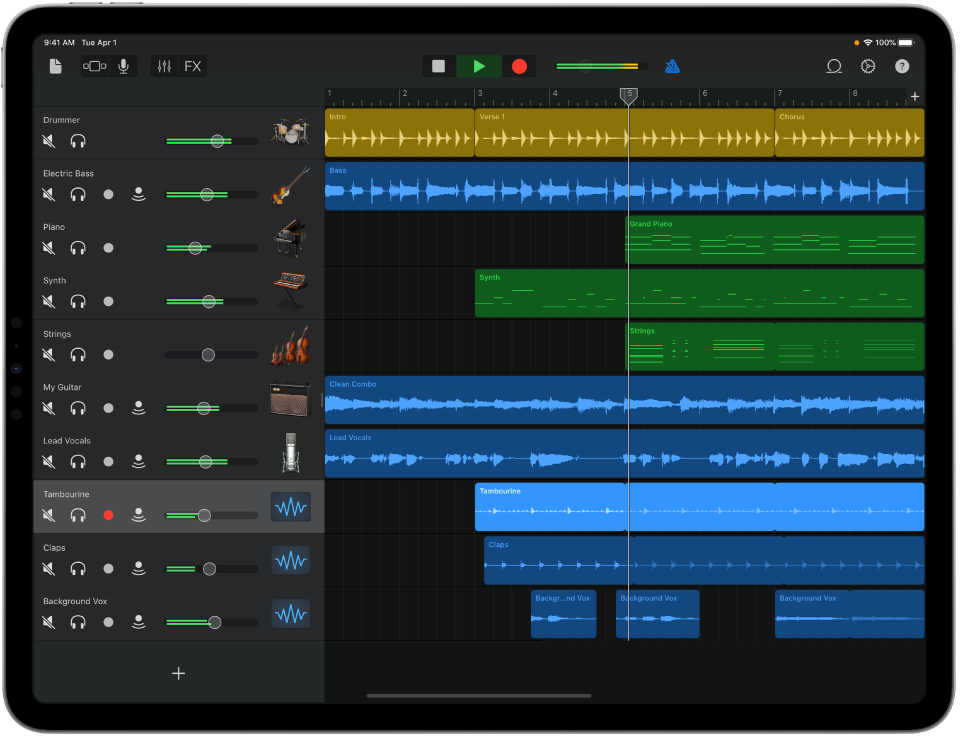 9:41 AM Tue Apr 1
100%
FX
?
1 2 3 4 5 6 7 8 +
Drummer
Intro
Verse 1
Chorus
Electric Bass
Bass
Piano
Grand Piano
Synth
Synth
Strings
Strings
My Guitar
Clean Combo
Lead Vocals
Lead Vocals
Tambourine
Tambourine
Claps
Claps
Background Vox
Backgr...nd Vox
Background Vox
Background Vox
+